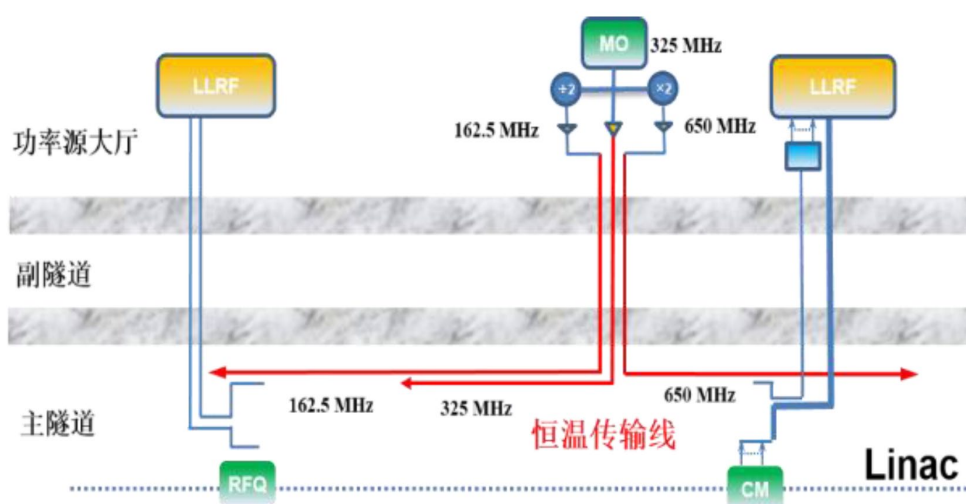 MO
325 MHz
LLRF
LLRF
÷2
×2
162.5 MHz
650 MHz
功率源大厅
副隧道
162.5 MHz
325 MHz
650 MHz
主隧道
恒温传输线
Linac
RFQ
CM